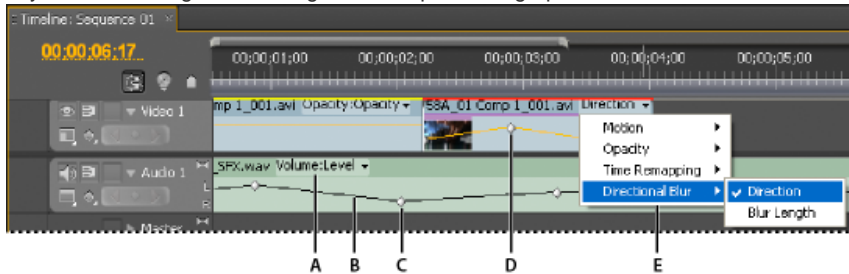 Timeline: Sequence 01 ×
00;00;06;17
00;00;01;00 00;00;02;00 00;00;03;00 00;00;04;00 00;00;05;00
Video 1
mp 1_001.avi Opacity:Opacity
/58A_01 Comp 1_001.avi Direction
Motion
Opacity
Time Remapping
Directional Blur
Direction
Blur Length
Audio 1
_SFX.wav Volume:Level
L
R
Master
A B C D E